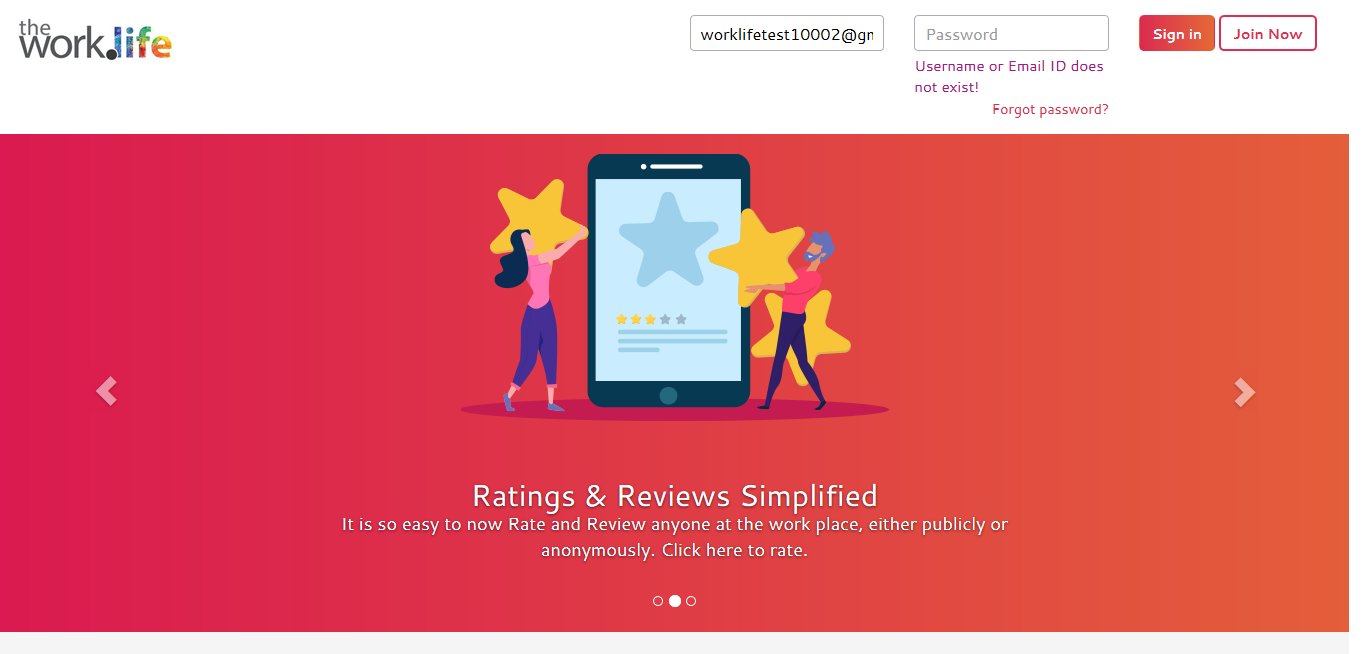 the
work.life
worklifetest10002@gr
Password
Sign in
Join Now
Username or Email ID does
not exist!
Forgot password?
Ratings & Reviews Simplified
It is so easy to now Rate and Review anyone at the work place, either publicly or
anonymously. Click here to rate.